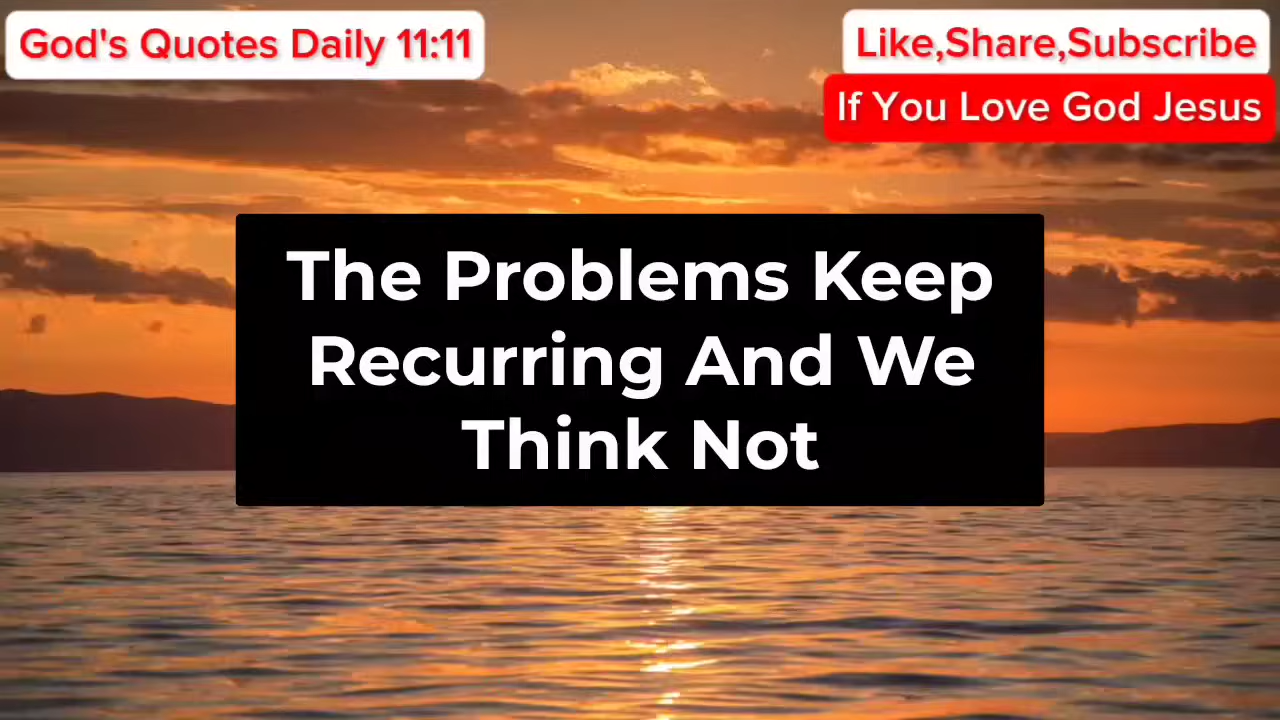 God's Quotes Daily 11:11
Like,Share,Subscribe
If You Love God Jesus
The Problems Keep
Recurring And We
Think Not